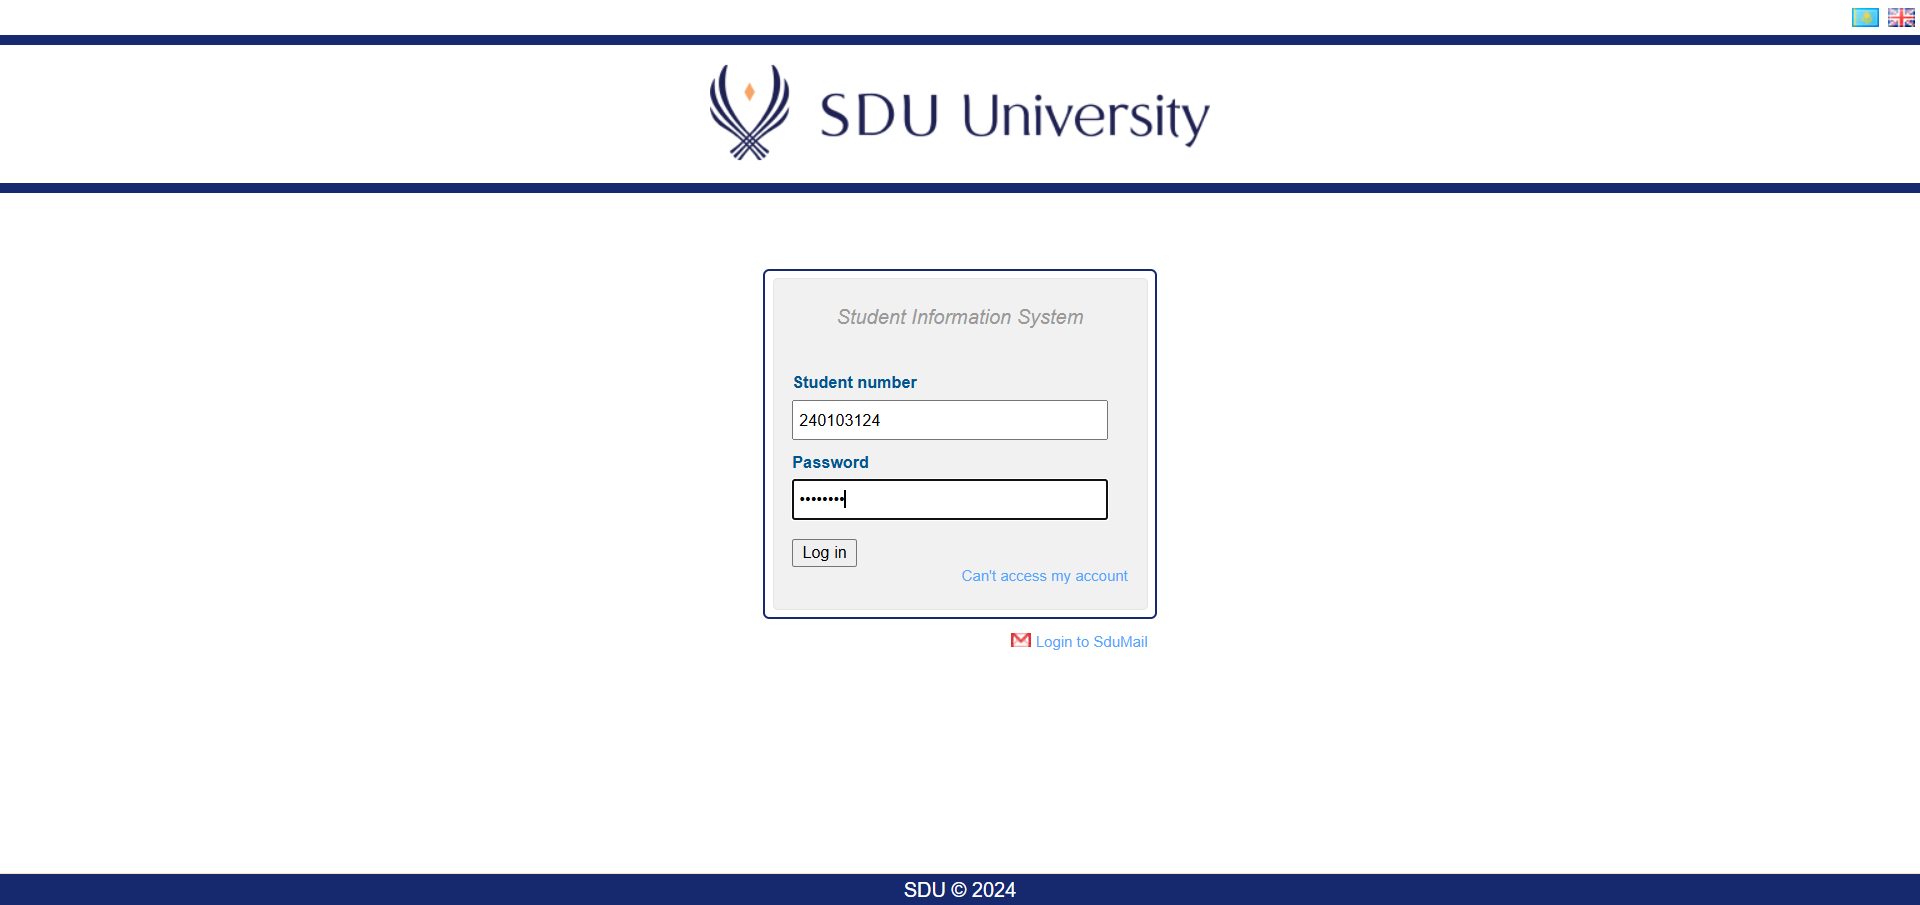 SDU University
Student Information System
Student number
240103124
Password
••••••••
Log in
Can't access my account
Login to SduMail
SDU © 2024